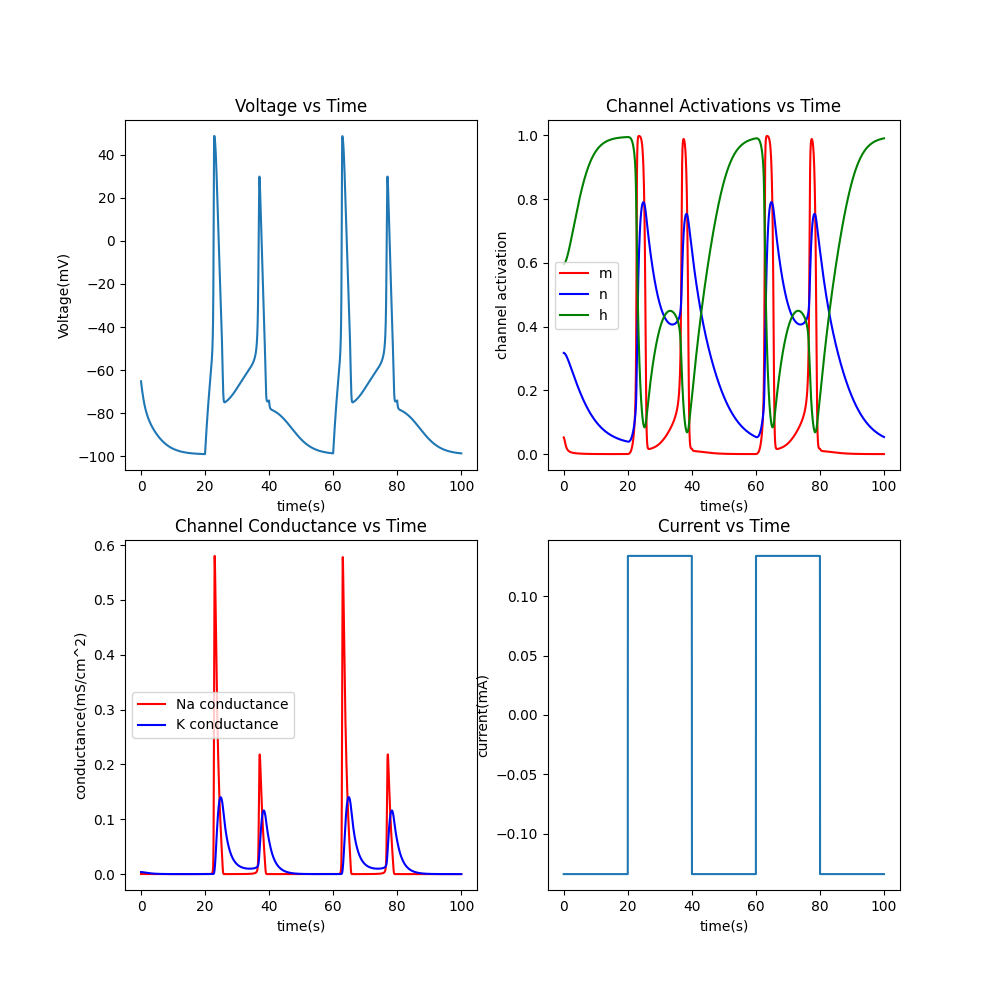 Voltage vs Time
40
20
0
−20
−40
−60
−80
−100
Voltage(mV)
0 20 40 60 80 100
time(s)
Channel Activations vs Time
1.0
0.8
0.6
0.4
0.2
0.0
channel activation
m
n
h
0 20 40 60 80 100
time(s)
Channel Conductance vs Time
0.6
0.5
0.4
0.3
0.2
0.1
0.0
conductance(mS/cm^2)
Na conductance
K conductance
0 20 40 60 80 100
time(s)
Current vs Time
0.10
0.05
0.00
−0.05
−0.10
current(mA)
0 20 40 60 80 100
time(s)